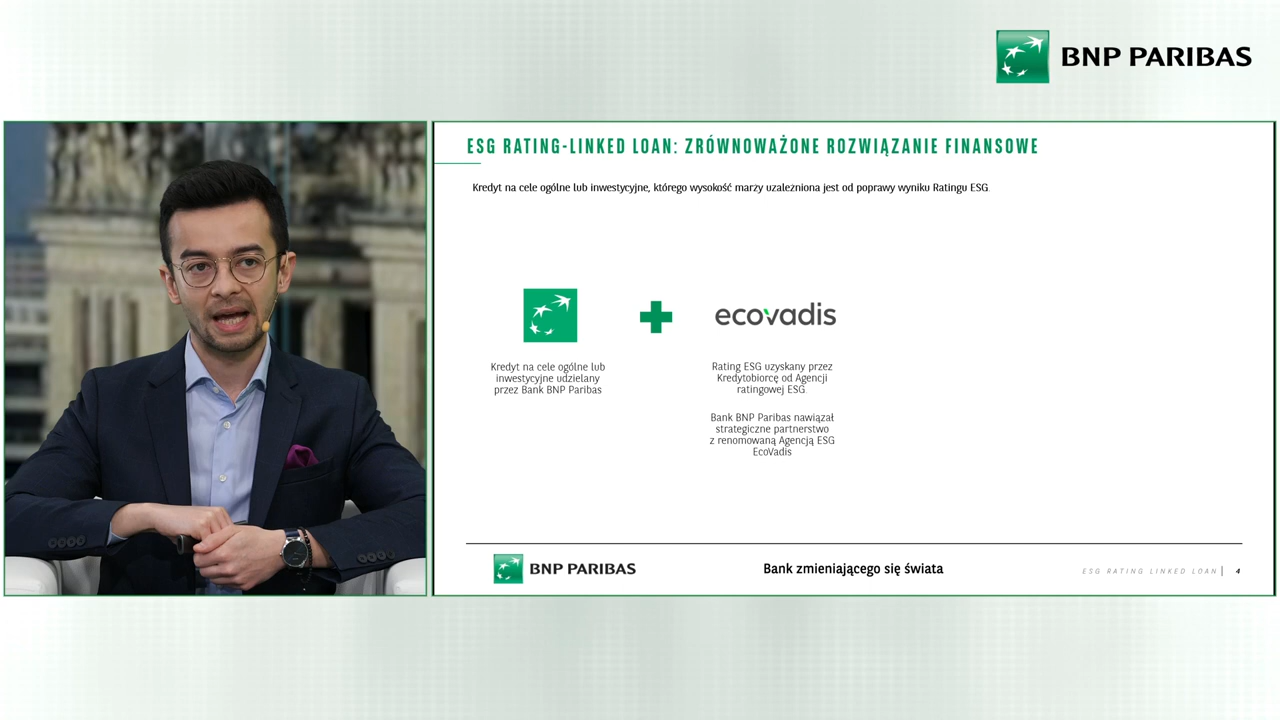 BNP PARIBAS
ESG RATING-LINKED LOAN: ZRÓWNOWAŻONE ROZWIĄZANIE FINANSOWE
Kredyt na cele ogólne lub inwestycyjne, którego wysokość marży uzależniona jest od poprawy wyniku Ratingu ESG.
ecovadis
Kredyt na cele ogólne lub
inwestycyjne udzielany
przez Bank BNP Paribas
Rating ESG uzyskany przez
Kredytobiorcę od Agencji
ratingowej ESG
Bank BNP Paribas nawiązał
strategiczne partnerstwo
z renomowaną Agencją ESG
EcoVadis
BNP PARIBAS
Bank zmieniającego się świata
ESG RATING LINKED LOAN | 4